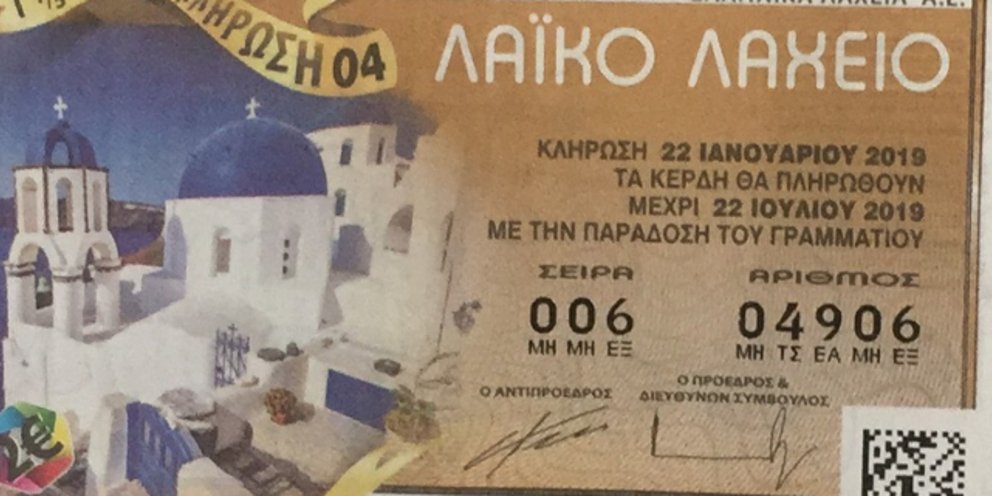 ΕΛΛΗΝΙΚΑ ΛΑΧΕΙΑ Α.Ε.
ΚΛΗΡΩΣΗ 04
ΛΑΪΚΟ ΛΑΧΕΙΟ
ΚΛΗΡΩΣΗ 22 ΙΑΝΟΥΑΡΙΟΥ 2019
ΤΑ ΚΕΡΔΗ ΘΑ ΠΛΗΡΩΘΟΥΝ
ΜΕΧΡΙ 22 ΙΟΥΛΙΟΥ 2019
ΜΕ ΤΗΝ ΠΑΡΑΔΟΣΗ ΤΟΥ ΓΡΑΜΜΑΤΙΟΥ
ΣΕΙΡΑ ΑΡΙΘΜΟΣ
006 04906
ΜΗ ΜΗ ΕΞ ΜΗ ΤΣ ΕΑ ΜΗ ΕΞ
Ο ΑΝΤΙΠΡΟΕΔΡΟΣ
Ο ΠΡΟΕΔΡΟΣ &
ΔΙΕΥΘΥΝΩΝ ΣΥΜΒΟΥΛΟΣ
2€